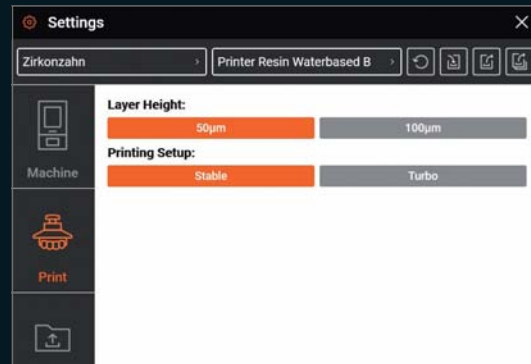 Settings
Zirkonzahn
Printer Resin Waterbased B
Layer Height:
50µm 100µm
Printing Setup:
Stable Turbo
Machine
Print